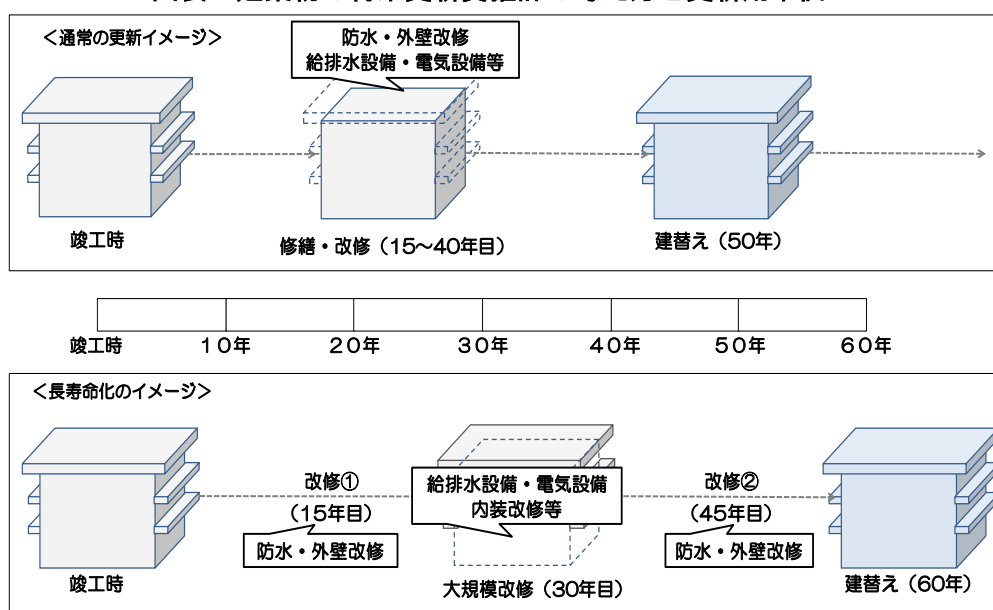 <通常の更新イメージ>
防水・外壁改修
給排水設備・電気設備等
竣工時
修繕・改修(15~40年目)
建替え(50年)
竣工時
10年
20年
30年
40年
50年
60年
<長寿命化のイメージ>
改修①
(15年目)
防水・外壁改修
給排水設備・電気設備
内装改修等
改修②
(45年目)
防水・外壁改修
竣工時
大規模改修(30年目)
建替え(60年)